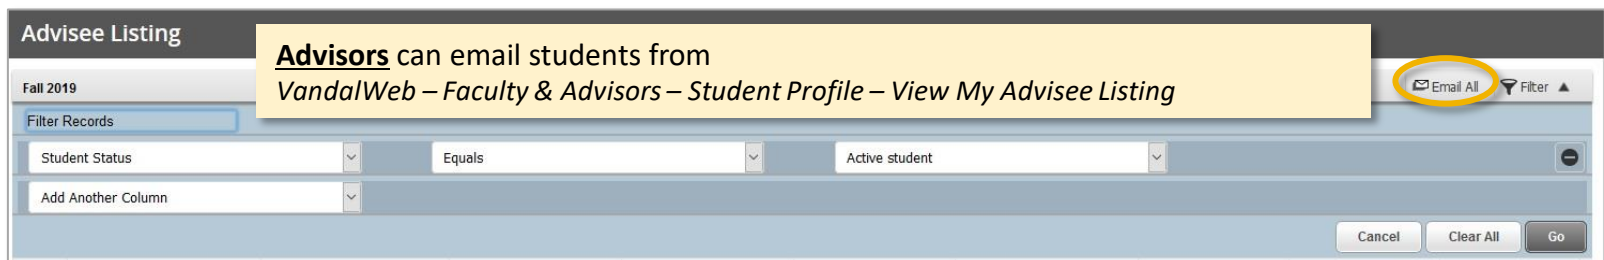 Advisee Listing
Advisors can email students from
VandalWeb – Faculty & Advisors – Student Profile – View My Advisee Listing
Fall 2019
Email All
Filter
Filter Records
Student Status
Equals
Active student
Add Another Column
Cancel
Clear All
Go